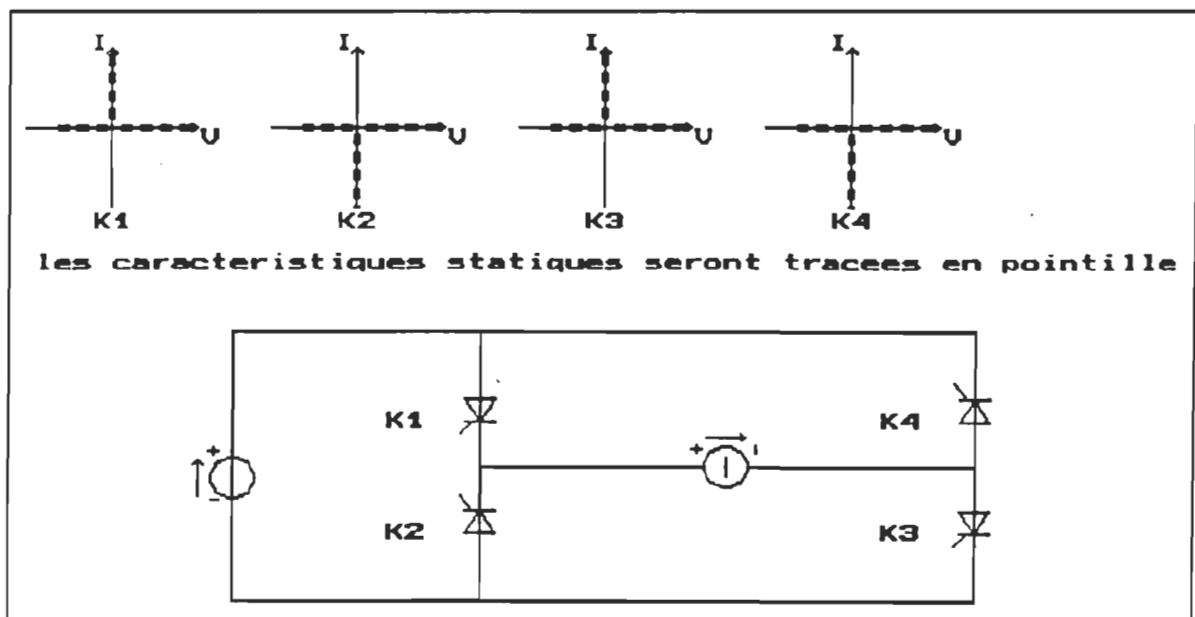 I I I I
U U U U
K1 K2 K3 K4
les caracteristiques statiques seront tracees en pointille
K1 K4
+ + I
I
K2 K3
-